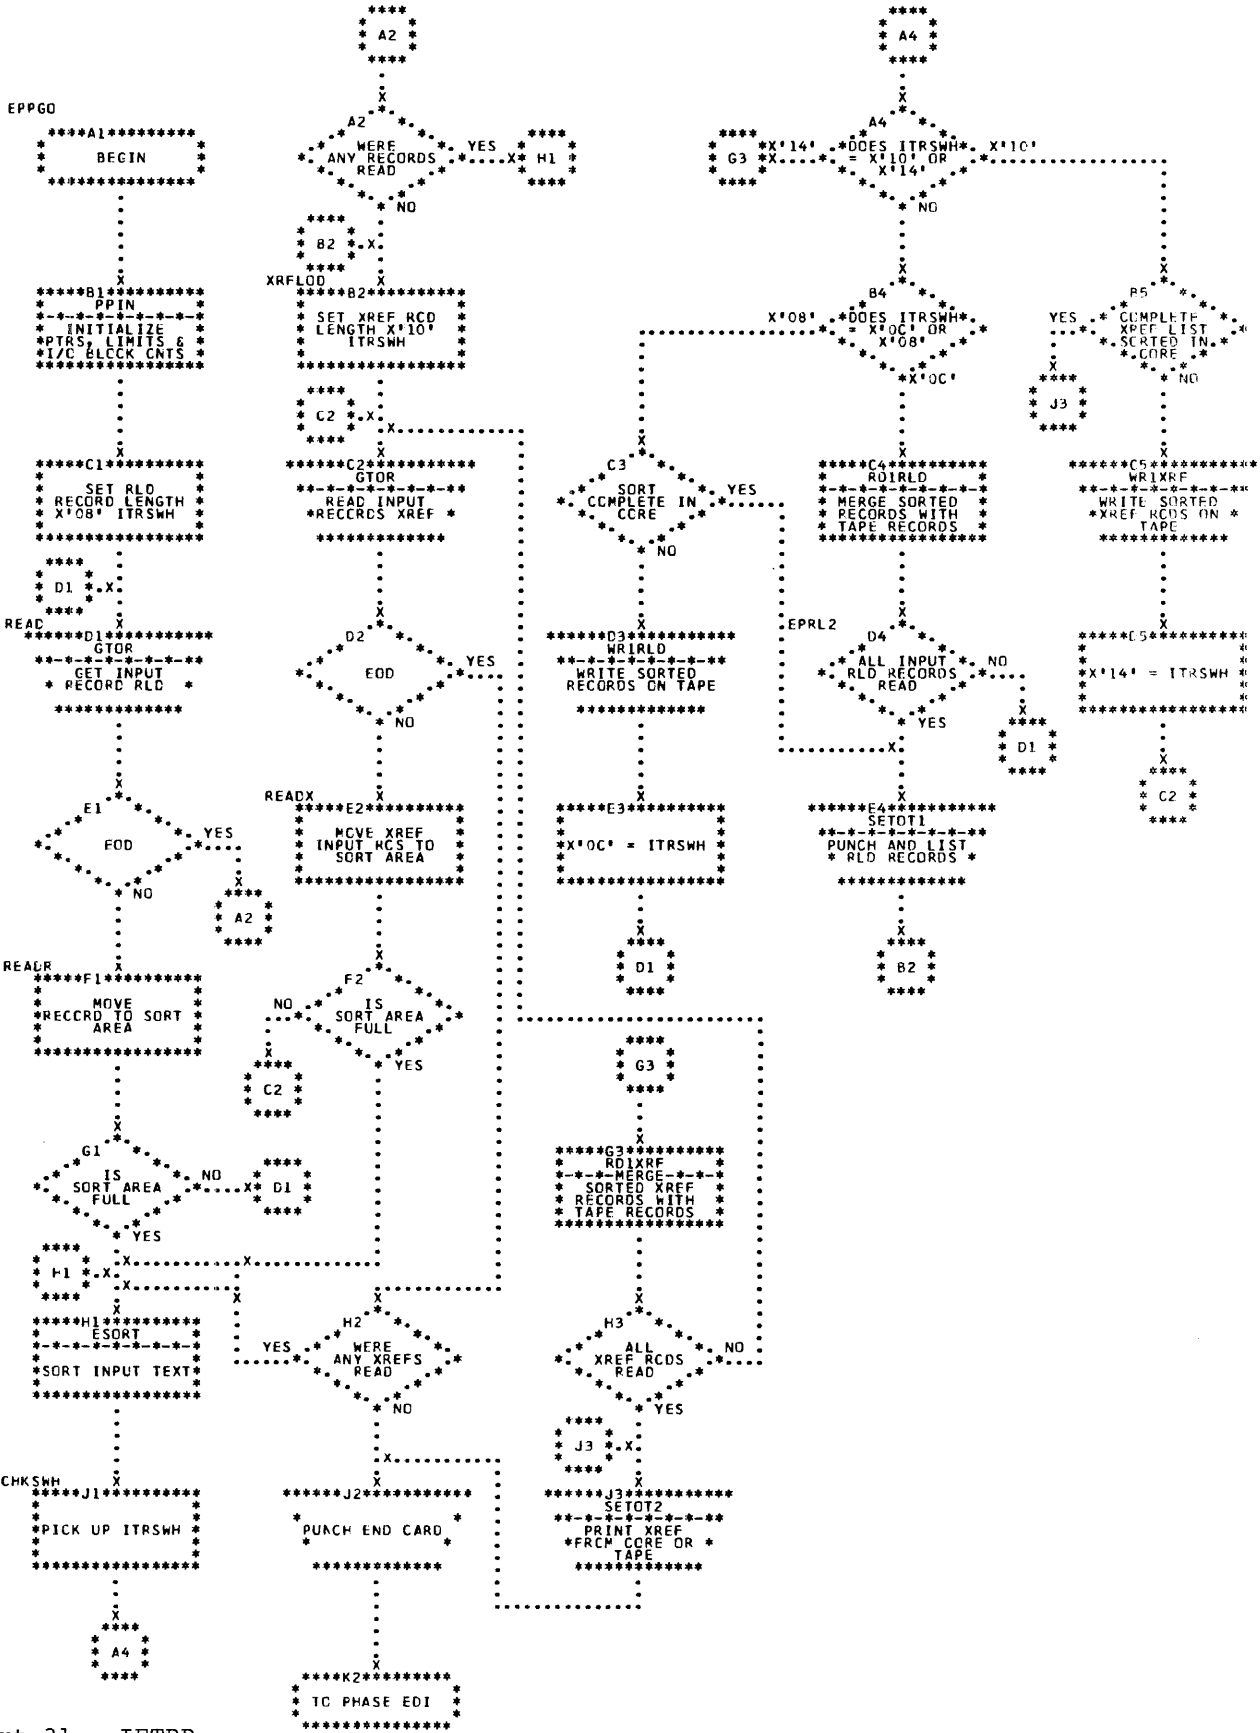 A2
A4
EPPGO
A1
BEGIN
A2
WERE
ANY RECORDS
READ
YES
H1
NO
G3
X'14'
A4
DOES ITRSWH
= X'10' OR
X'14'
X'10'
NO
B2
XRFLOD
B1
PPIN
INITIALIZE
PTRS, LIMITS &
I/C BLOCK CNTS
B2
SET XREF RCD
LENGTH X'10'
ITRSWH
X'08'
B4
DOES ITRSWH
= X'0C' OR
X'08'
X'0C'
B5
YES
COMPLETE
XREF LIST
SORTED IN
CORE
NO
J3
C2
C1
SET RLD
RECORD LENGTH
X'08' ITRSWH
C2
GTOR
READ INPUT
RECORDS XREF
C3
SORT
COMPLETE IN
CORE
YES
NO
C4
RD1RLD
MERGE SORTED
RECORDS WITH
TAPE RECORDS
C5
WR1XRF
WRITE SORTED
XREF RCDS ON
TAPE
D1
READ
D1
GTOR
GET INPUT
RECORD RLD
D2
EOD
YES
NO
D3
WR1RLD
WRITE SORTED
RECORDS ON TAPE
EPRL2
D4
ALL INPUT
RLD RECORDS
READ
NO
YES
D1
D5
X'14' = ITRSWH
C2
E1
EOD
YES
NO
A2
READX
E2
MOVE XREF
INPUT RCS TO
SORT AREA
E3
X'0C' = ITRSWH
D1
E4
SETOT1
PUNCH AND LIST
RLD RECORDS
B2
READR
F1
MOVE
RECORD TO SORT
AREA
F2
NO
IS
SORT AREA
FULL
YES
C2
G3
G1
IS
SORT AREA
FULL
NO
D1
YES
G3
RD1XRF
MERGE
SORTED XREF
RECORDS WITH
TAPE RECORDS
H1
H1
ESORT
SORT INPUT TEXT
H2
YES
WERE
ANY XREFS
READ
NO
H3
ALL
XREF RCDS
READ
NO
YES
J3
CHKSWH
J1
PICK UP ITRSWH
J2
PUNCH END CARD
J3
SETOT2
PRINT XREF
FROM CORE OR
TAPE
A4
K2
TO PHASE EDI